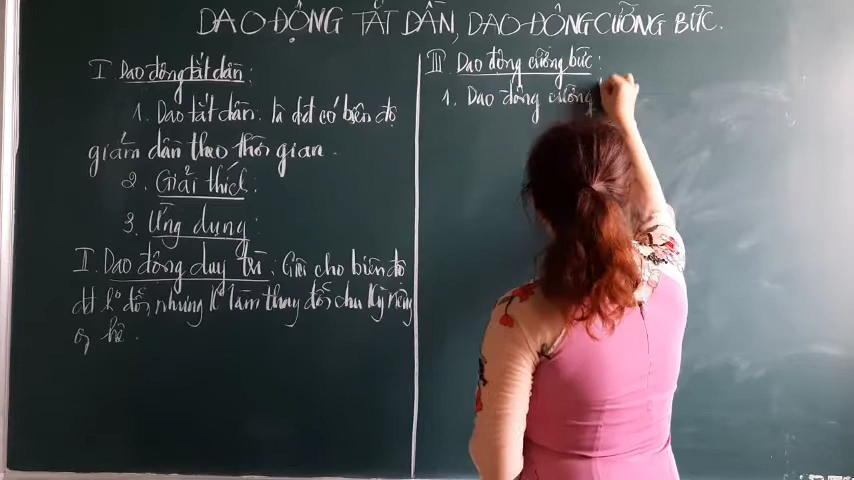 DAO ĐỘNG TẮT DẦN, DAO ĐỘNG CƯỠNG BỨC.
I Dao động tắt dần:
1. Dao tắt dần: là dđ có biên độ
giảm dần theo thời gian.
2. Giải thích:
3. Ứng dụng:
II. Dao động duy trì: Giữ cho biên độ
dđ k° đổi nhưng k° làm thay đổi chu kỳ riêng
của hệ.
III Dao động cưỡng bức:
1. Dao động cưỡng